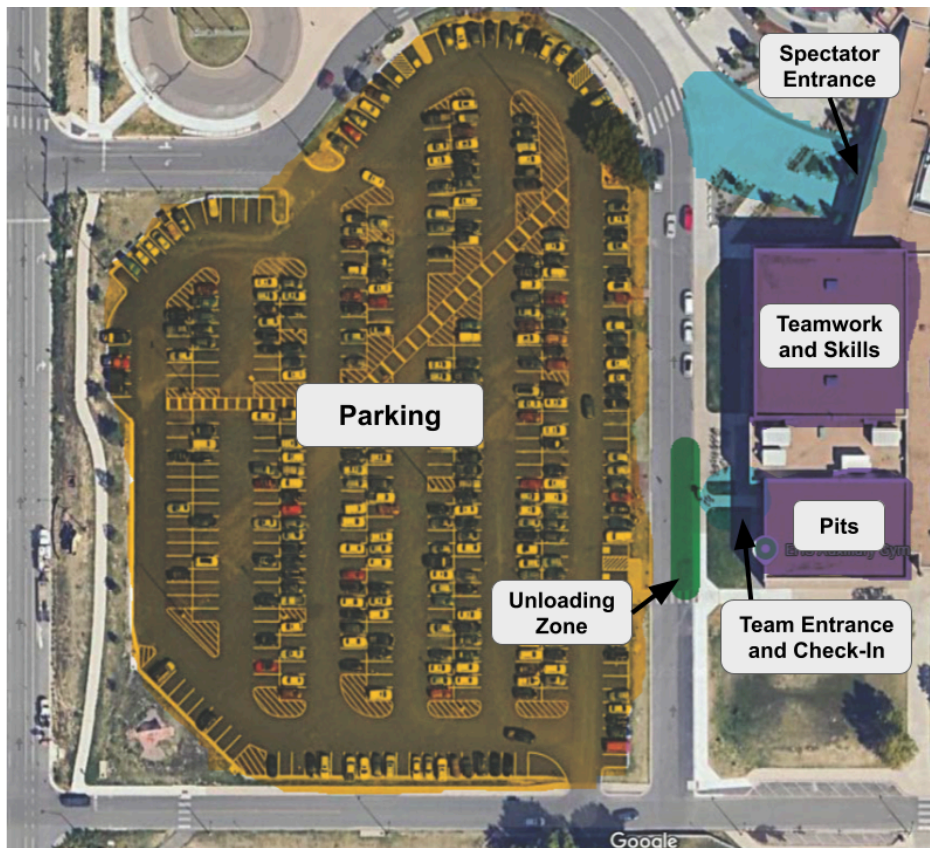 Spectator
Entrance
Teamwork
and Skills
Parking
Pits
Unloading
Zone
Team Entrance
and Check-In
Google